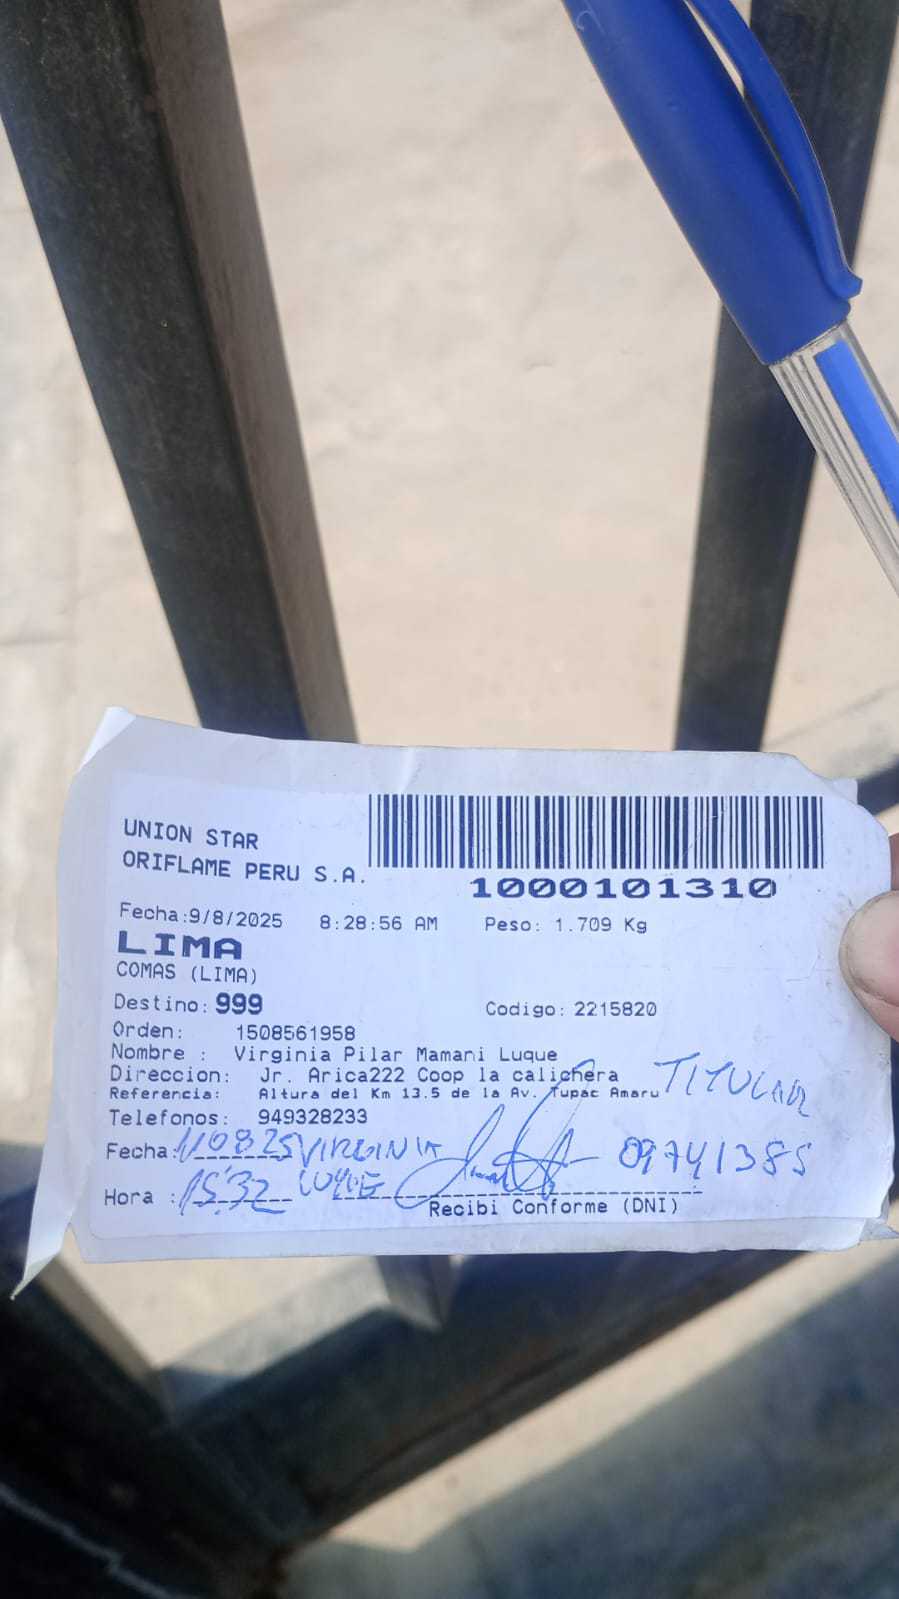 UNION STAR
ORIFLAME PERU S.A.
1000101310
Fecha:9/8/2025 8:28:56 AM Peso: 1.709 Kg
LIMA
COMAS (LIMA)
Destino: 999 Codigo: 2215820
Orden: 1508561958
Nombre : Virginia Pilar Mamani Luque
Direccion: Jr. Arica222 Coop la calichera
Referencia: Altura del Km 13.5 de la Av. Tupac Amaru TITULAR
Telefonos: 949328233
Fecha: 110825 VIRGINIA 09741385
Hora : 15:32 LUQUE
Recibi Conforme (DNI)